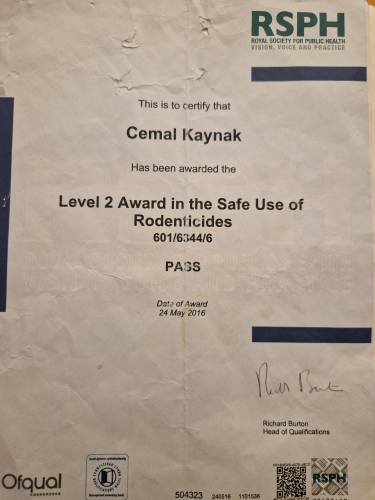 RSPH
ROYAL SOCIETY FOR PUBLIC HEALTH
VISION, VOICE AND PRACTICE
This is to certify that
Cemal Kaynak
Has been awarded the
Level 2 Award in the Safe Use of
Rodenticides
601/6344/6
PASS
Date of Award
24 May 2016
Richard Burton
Head of Qualifications
Ofqual
504323 240516 1101538
RSPH